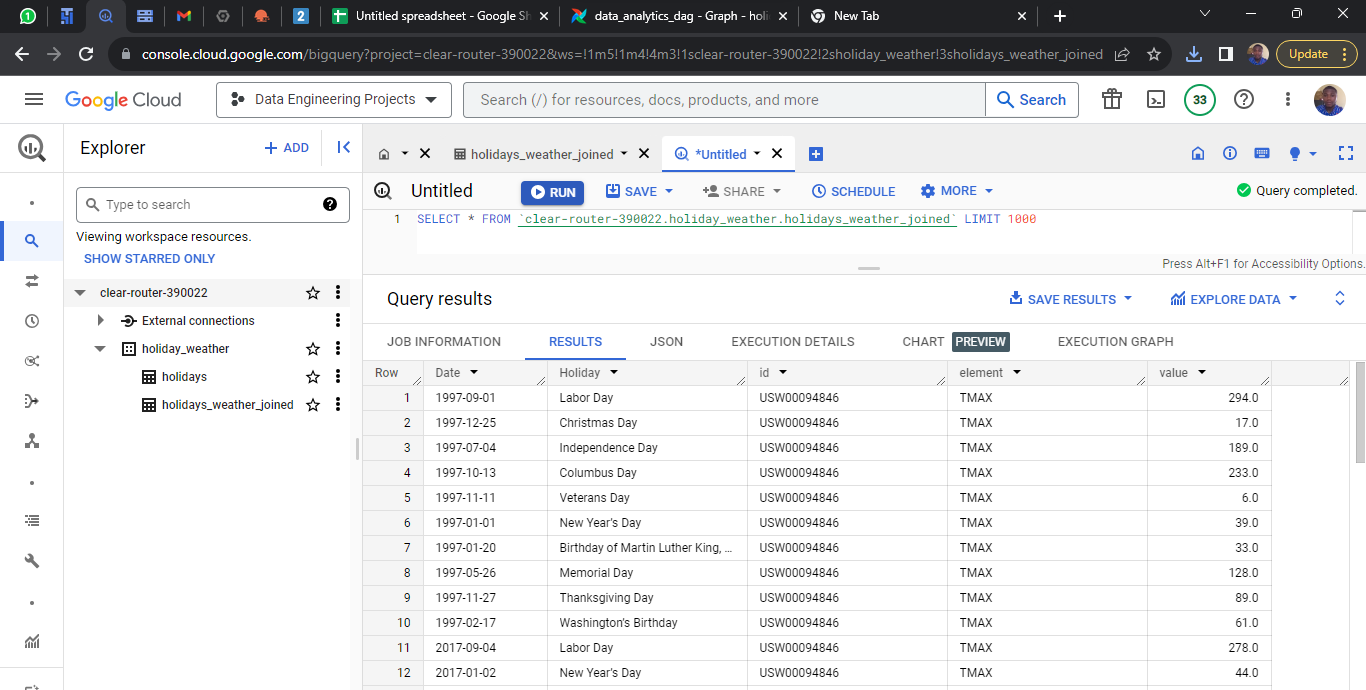 1
2
Untitled spreadsheet - Google Sh
data_analytics_dag - Graph - holi
New Tab
console.cloud.google.com/bigquery?project=clear-router-390022&ws=!1m5!1m4!4m3!1sclear-router-390022!2sholiday_weather!3sholidays_weather_joined
Update
Google Cloud
Data Engineering Projects
Search (/) for resources, docs, products, and more
Search
33
Explorer
+ ADD
holidays_weather_joined
*Untitled
Type to search
Viewing workspace resources.
SHOW STARRED ONLY
clear-router-390022
External connections
holiday_weather
holidays
holidays_weather_joined
Untitled
RUN
SAVE
SHARE
SCHEDULE
MORE
Query completed.
1 SELECT * FROM `clear-router-390022.holiday_weather.holidays_weather_joined` LIMIT 1000
Press Alt+F1 for Accessibility Options.
Query results
SAVE RESULTS
EXPLORE DATA
JOB INFORMATION RESULTS JSON EXECUTION DETAILS CHART PREVIEW EXECUTION GRAPH
Row Date Holiday id element value
1 1997-09-01 Labor Day USW00094846 TMAX 294.0
2 1997-12-25 Christmas Day USW00094846 TMAX 17.0
3 1997-07-04 Independence Day USW00094846 TMAX 189.0
4 1997-10-13 Columbus Day USW00094846 TMAX 233.0
5 1997-11-11 Veterans Day USW00094846 TMAX 6.0
6 1997-01-01 New Year's Day USW00094846 TMAX 39.0
7 1997-01-20 Birthday of Martin Luther King, ... USW00094846 TMAX 33.0
8 1997-05-26 Memorial Day USW00094846 TMAX 128.0
9 1997-11-27 Thanksgiving Day USW00094846 TMAX 89.0
10 1997-02-17 Washington's Birthday USW00094846 TMAX 61.0
11 2017-09-04 Labor Day USW00094846 TMAX 278.0
12 2017-01-02 New Year's Day USW00094846 TMAX 44.0